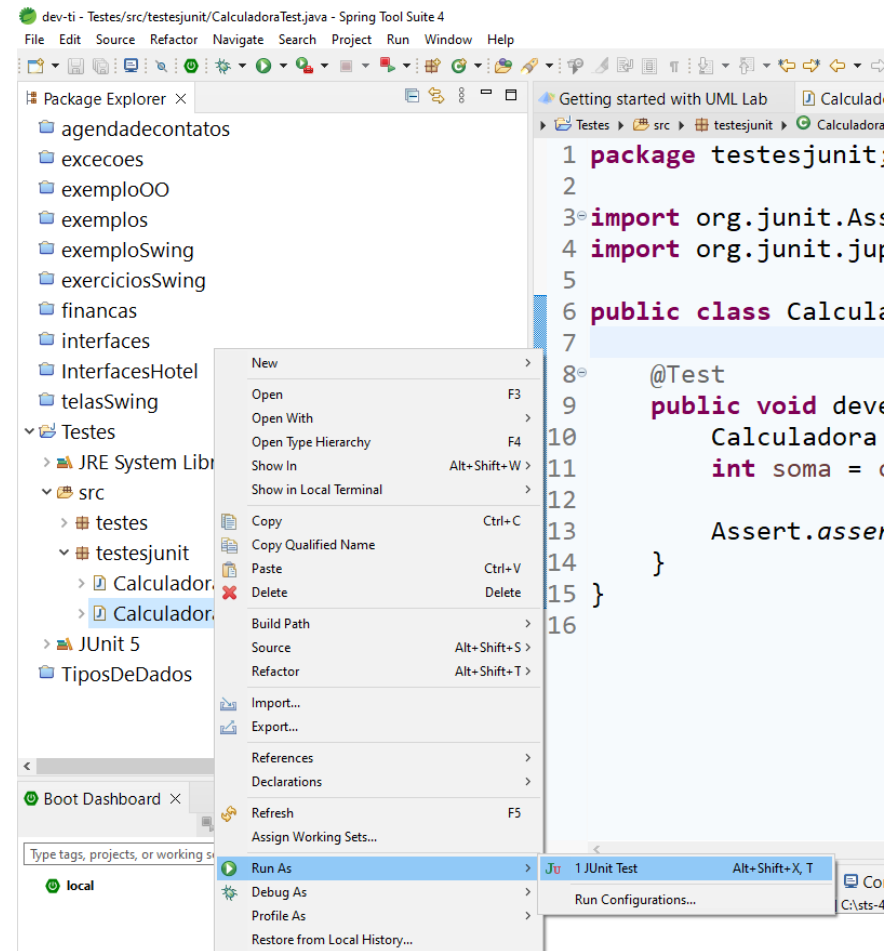 dev-ti - Testes/src/testesjunit/CalculadoraTest.java - Spring Tool Suite 4
File Edit Source Refactor Navigate Search Project Run Window Help
Package Explorer
agendadecontatos
excecoes
exemploOO
exemplos
exemploSwing
exerciciosSwing
financas
interfaces
InterfacesHotel
telasSwing
Testes
JRE System Libr
src
testes
testesjunit
Calculador
Calculador
JUnit 5
TiposDeDados
Boot Dashboard
Type tags, projects, or working s
local
New
Open F3
Open With
Open Type Hierarchy F4
Show In Alt+Shift+W
Show in Local Terminal
Copy Ctrl+C
Copy Qualified Name
Paste Ctrl+V
Delete Delete
Build Path
Source Alt+Shift+S
Refactor Alt+Shift+T
Import...
Export...
References
Declarations
Refresh F5
Assign Working Sets...
Run As
Debug As
Profile As
Restore from Local History...
Ju 1 JUnit Test Alt+Shift+X, T
Run Configurations...
Getting started with UML Lab Calculad
Testes src testesjunit Calculadora
1 package testesjunit;
2
3 import org.junit.Ass
4 import org.junit.jup
5
6 public class Calcula
7
8 @Test
9 public void deve
10 Calculadora
11 int soma = c
12
13 Assert.asser
14 }
15 }
16
Co
C:\sts-4